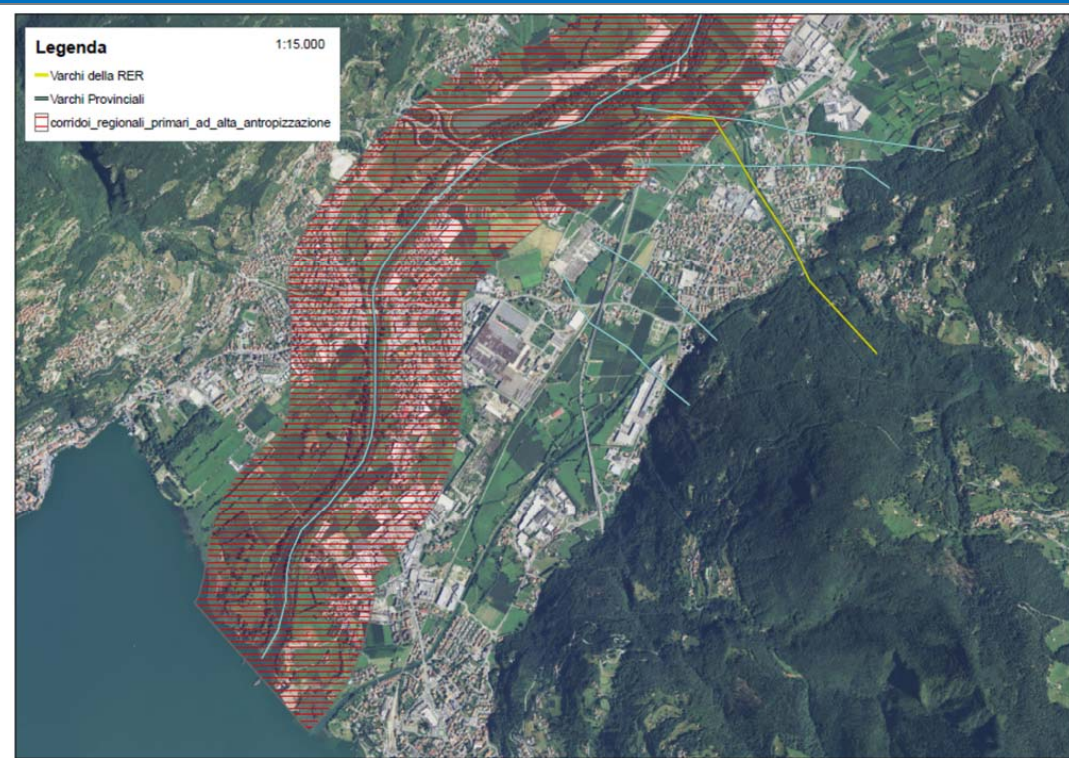 Legenda 1:15.000
Varchi della RER
Varchi Provinciali
corridoi_regionali_primari_ad_alta_antropizzazione